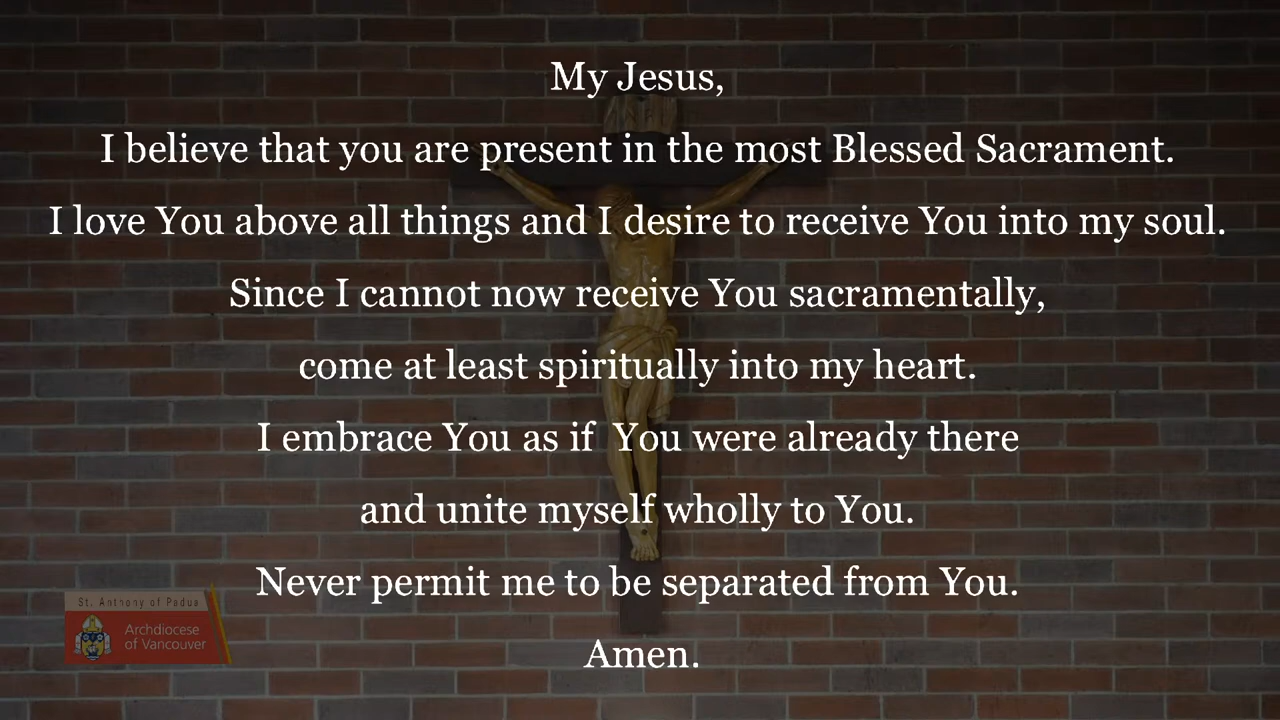 My Jesus,
I believe that you are present in the most Blessed Sacrament.
I love You above all things and I desire to receive You into my soul.
Since I cannot now receive You sacramentally,
come at least spiritually into my heart.
I embrace You as if  You were already there
and unite myself wholly to You.
Never permit me to be separated from You.
Amen.
St. Anthony of Padua
Archdiocese
of Vancouver